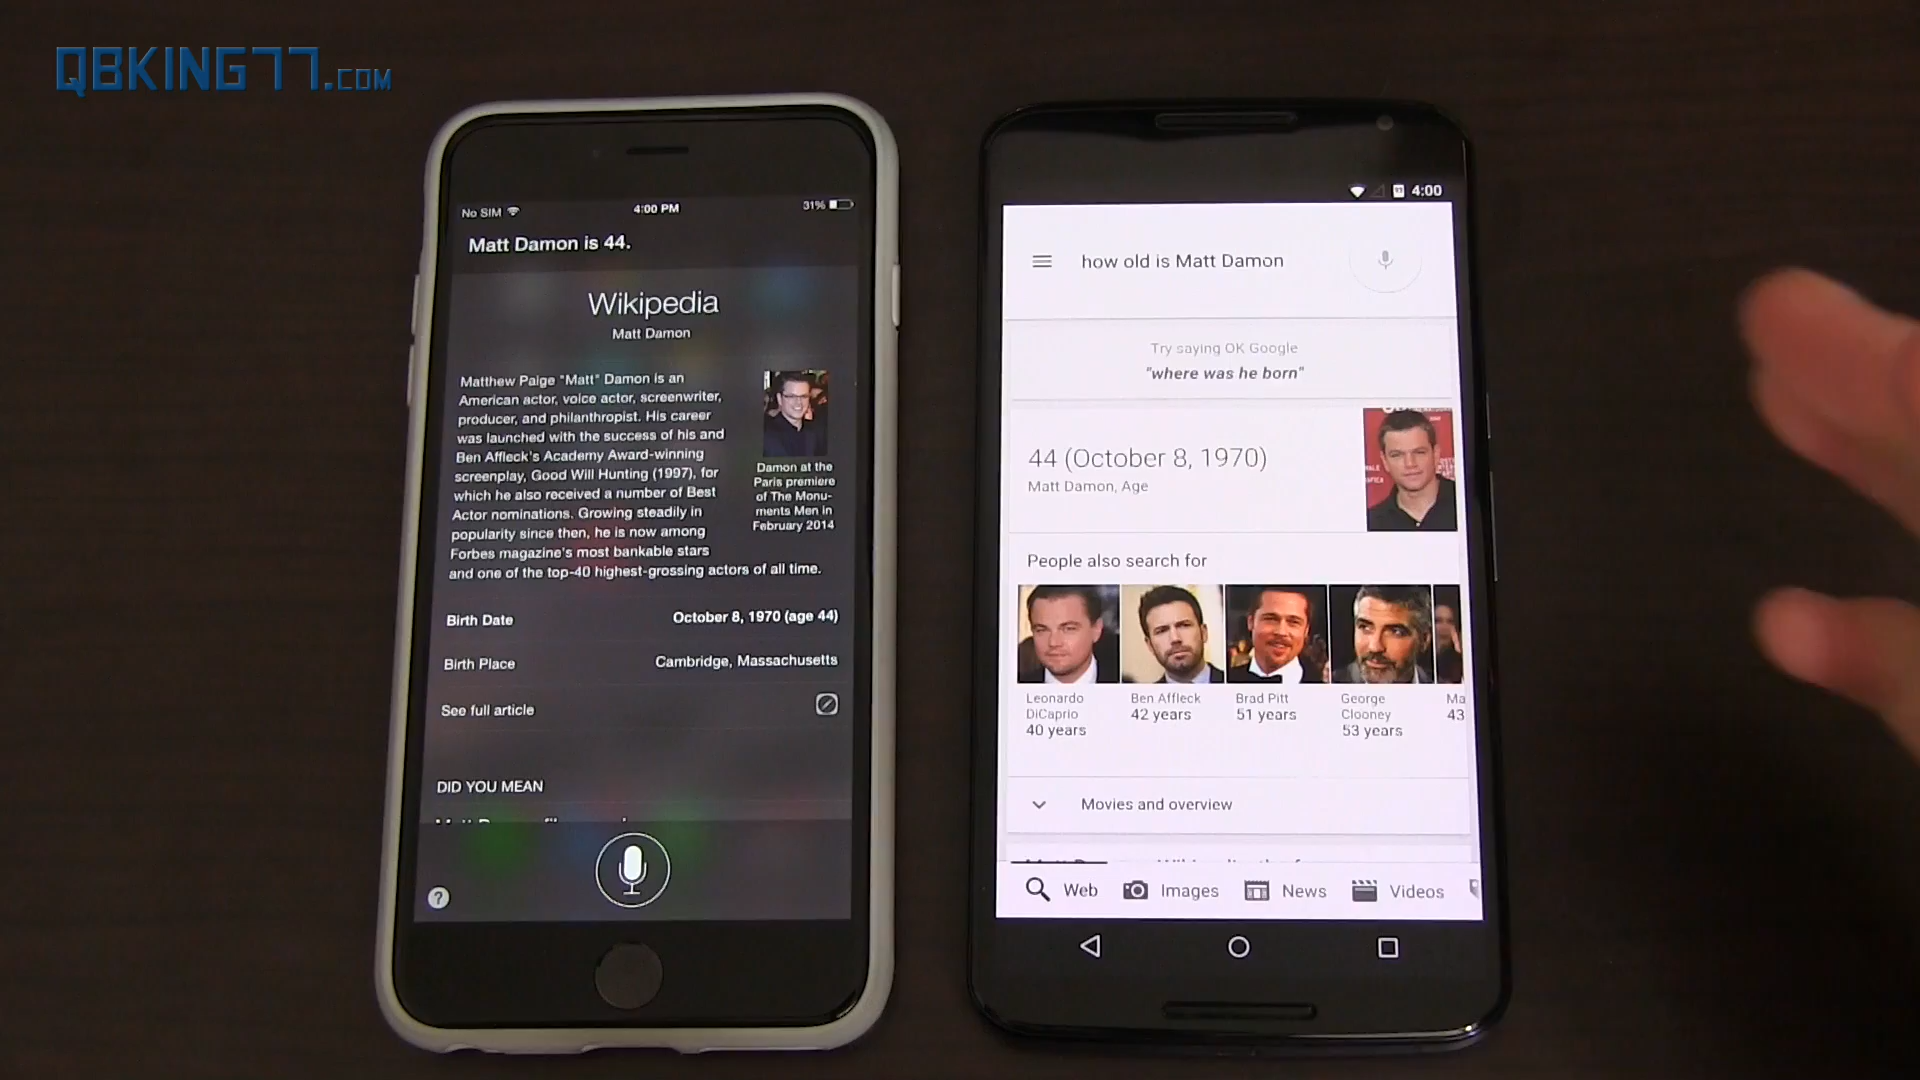 QBKING77.COM
No SIM
4:00 PM
31%
Matt Damon is 44.
Wikipedia
Matt Damon
Matthew Paige "Matt" Damon is an
American actor, voice actor, screenwriter,
producer, and philanthropist. His career
was launched with the success of his and
Ben Affleck's Academy Award-winning
screenplay, Good Will Hunting (1997), for
which he also received a number of Best
Actor nominations. Growing steadily in
popularity since then, he is now among
Forbes magazine's most bankable stars
and one of the top-40 highest-grossing actors of all time.
Damon at the
Paris premiere
of The Monu-
ments Men in
February 2014
Birth Date
October 8, 1970 (age 44)
Birth Place
Cambridge, Massachusetts
See full article
DID YOU MEAN
?
4:00
how old is Matt Damon
Try saying OK Google
"where was he born"
44 (October 8, 1970)
Matt Damon, Age
People also search for
Leonardo
DiCaprio
40 years
Ben Affleck
42 years
Brad Pitt
51 years
George
Clooney
53 years
Ma
43
Movies and overview
Web
Images
News
Videos